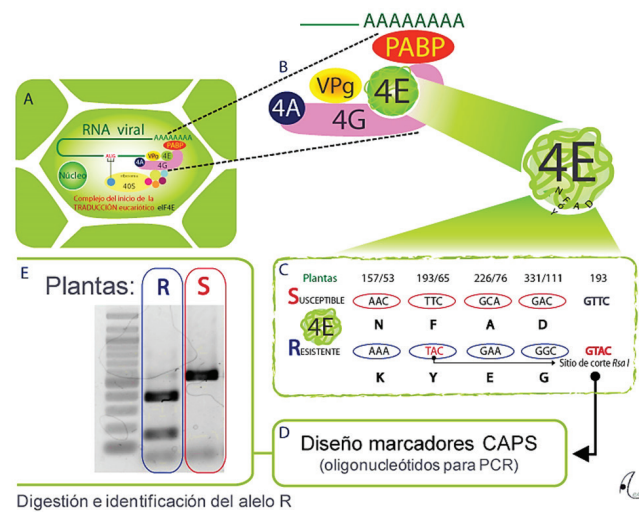 AAAAAAAA
PABP
B
VPg
4E
4A
4G
A
RNA viral
AAAAAAAA
PABP
AUG
VPg 4E
4A
4G
Núcleo
40S
Complejo del inicio de la
TRADUCCIÓN eucariótico eIF4E
4E
N F A D
E
Plantas: R S
C
Plantas 157/53 193/65 226/76 331/111 193
SUSCEPTIBLE AAC TTC GCA GAC GTTC
N F A D
4E
RESISTENTE AAA TAC GAA GGC GTAC
Sitio de corte Rsa I
K Y E G
D
Diseño marcadores CAPS
(oligonucleótidos para PCR)
Digestión e identificación del alelo R